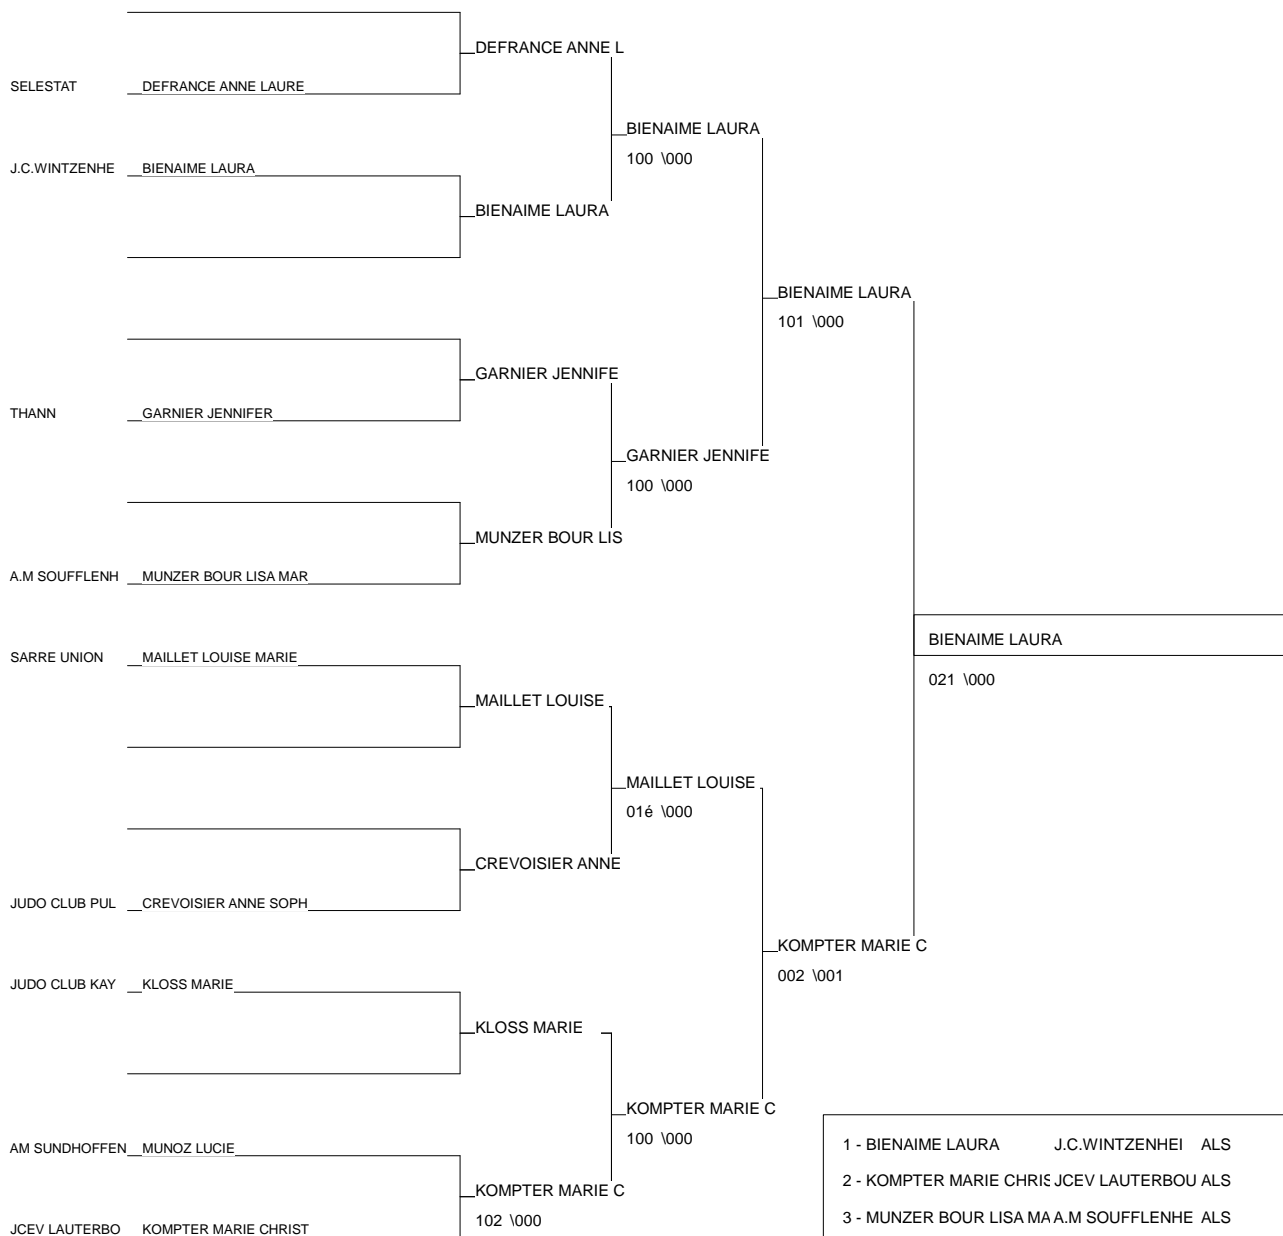 DEFRANCE ANNE L
SELESTAT DEFRANCE ANNE LAURE
BIENAIME LAURA
100 \000
J.C.WINTZENHE BIENAIME LAURA
BIENAIME LAURA
BIENAIME LAURA
101 \000
GARNIER JENNIFE
THANN GARNIER JENNIFER
GARNIER JENNIFE
100 \000
MUNZER BOUR LIS
A.M SOUFFLENH MUNZER BOUR LISA MAR
BIENAIME LAURA
021 \000
SARRE UNION MAILLET LOUISE MARIE
MAILLET LOUISE
MAILLET LOUISE
01é \000
CREVOISIER ANNE
JUDO CLUB PUL CREVOISIER ANNE SOPH
KOMPTER MARIE C
002 \001
JUDO CLUB KAY KLOSS MARIE
KLOSS MARIE
KOMPTER MARIE C
100 \000
AM SUNDHOFFEN MUNOZ LUCIE
KOMPTER MARIE C
102 \000
JCEV LAUTERBO KOMPTER MARIE CHRIST
1 - BIENAIME LAURA J.C.WINTZENHEI ALS
2 - KOMPTER MARIE CHRIS JCEV LAUTERBOU ALS
3 - MUNZER BOUR LISA MA A.M SOUFFLENHE ALS